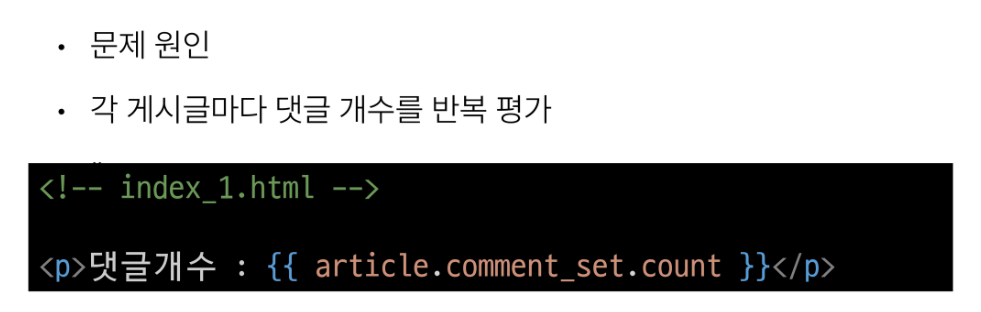 • 문제 원인
• 각 게시글마다 댓글 개수를 반복 평가
<!-- index_1.html -->
<p>댓글개수 : {{ article.comment_set.count }}</p>